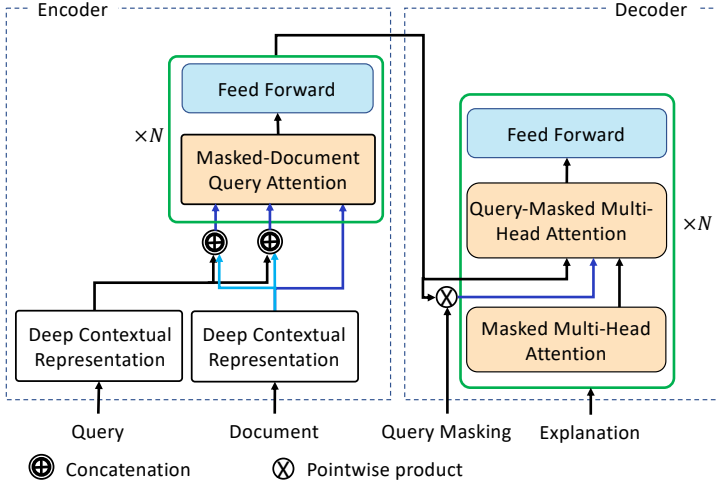 Encoder
Decoder
Feed Forward
×N
Masked-Document
Query Attention
Feed Forward
Query-Masked Multi-
Head Attention
×N
Deep Contextual
Representation
Deep Contextual
Representation
Masked Multi-Head
Attention
Query
Document
Query Masking
Explanation
Concatenation
Pointwise product